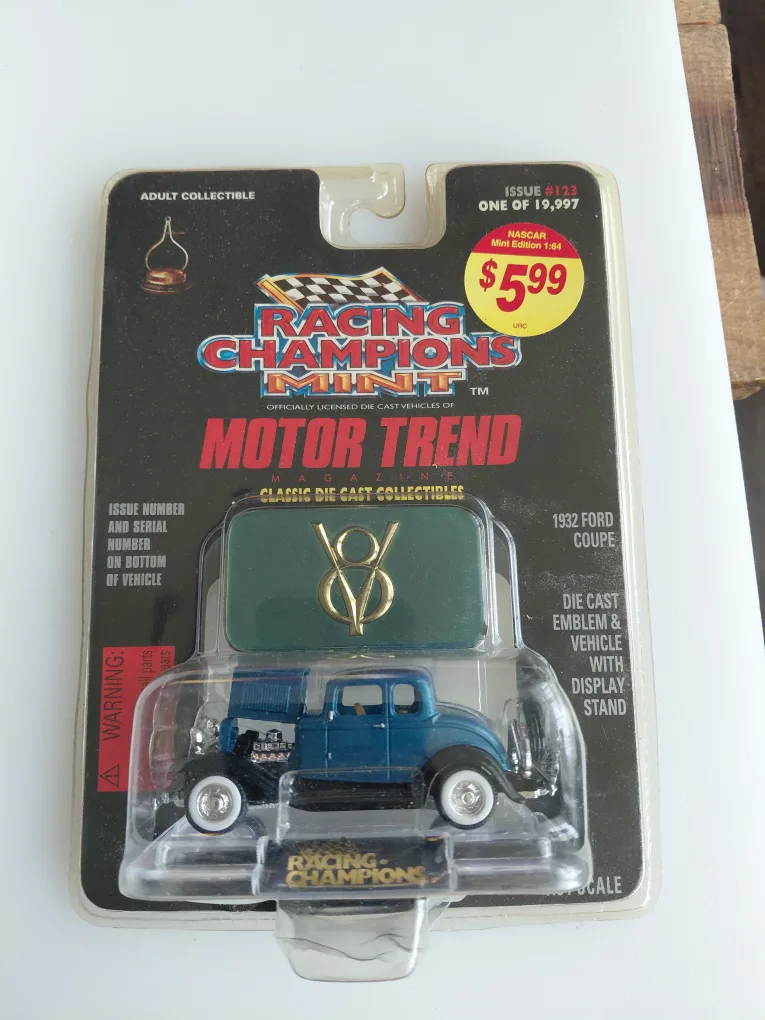 ADULT COLLECTIBLE
ISSUE #123
ONE OF 19,997
NASCAR
Mint Edition 1:64
$5.99
URC
RACING
CHAMPIONS
MINT
TM
OFFICIALLY LICENSED DIE CAST VEHICLES OF
MOTOR TREND
MAGAZINE
CLASSIC DIE CAST COLLECTIBLES
ISSUE NUMBER
AND SERIAL
NUMBER
ON BOTTOM
OF VEHICLE
1932 FORD
COUPE
V8
DIE CAST
EMBLEM &
VEHICLE
WITH
DISPLAY
STAND
WARNING:
parts
RACING
CHAMPIONS
SCALE